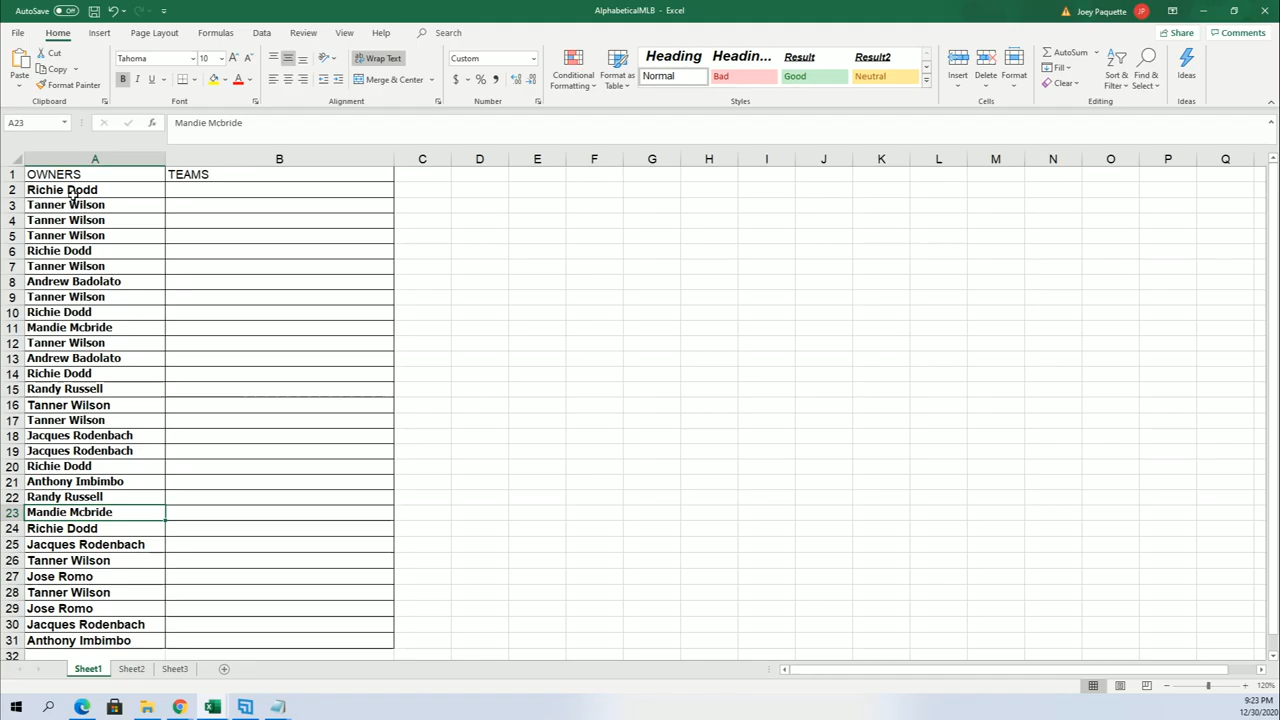 AutoSave Off AlphabeticalMLB - Excel Joey Paquette JP
File Home Insert Page Layout Formulas Data Review View Help Search Share Comments
Paste Cut Copy Format Painter Clipboard
Tahoma 10 B I U A Font
Wrap Text Merge & Center Alignment
Custom $ % Number
Conditional Formatting Format as Table
Heading Headin... Result Result2
Normal Bad Good Neutral
Styles
Insert Delete Format Cells
AutoSum Fill Clear Sort & Filter Find & Select Editing
Ideas Ideas
A23 fx Mandie Mcbride
A B C D E F G H I J K L M N O P Q
1 OWNERS TEAMS
2 Richie Dodd
3 Tanner Wilson
4 Tanner Wilson
5 Tanner Wilson
6 Richie Dodd
7 Tanner Wilson
8 Andrew Badolato
9 Tanner Wilson
10 Richie Dodd
11 Mandie Mcbride
12 Tanner Wilson
13 Andrew Badolato
14 Richie Dodd
15 Randy Russell
16 Tanner Wilson
17 Tanner Wilson
18 Jacques Rodenbach
19 Jacques Rodenbach
20 Richie Dodd
21 Anthony Imbimbo
22 Randy Russell
23 Mandie Mcbride
24 Richie Dodd
25 Jacques Rodenbach
26 Tanner Wilson
27 Jose Romo
28 Tanner Wilson
29 Jose Romo
30 Jacques Rodenbach
31 Anthony Imbimbo
32
Sheet1 Sheet2 Sheet3
120%
9:23 PM
12/30/2020